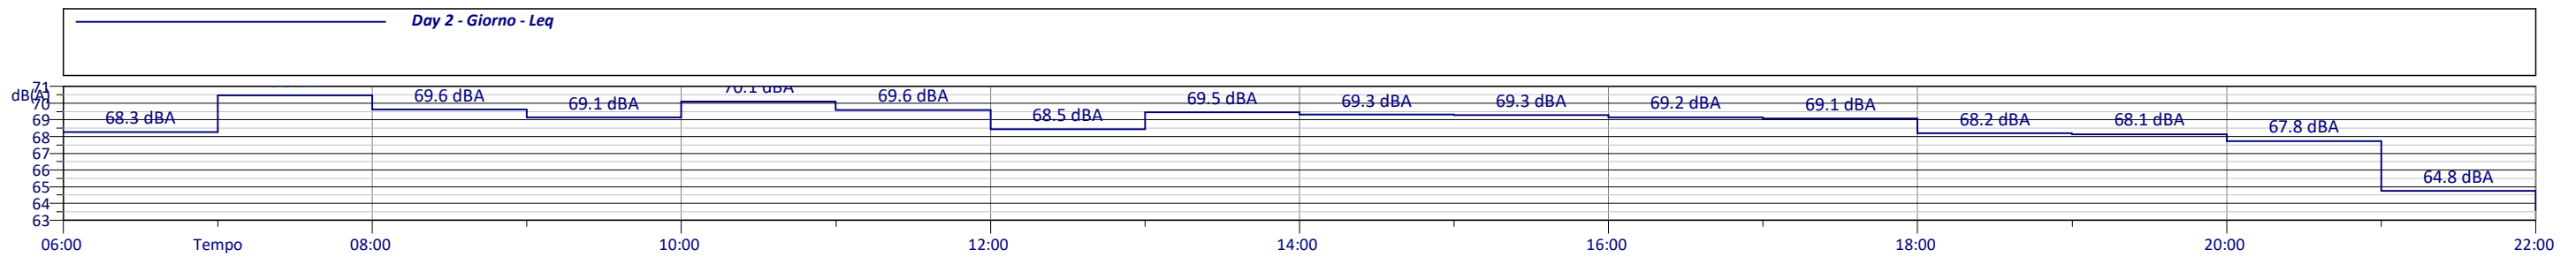 Day 2 - Giorno - Leq
71
dB(A)
70
69
68
67
66
65
64
63
68.3 dBA
69.6 dBA
69.1 dBA
70.1 dBA
69.6 dBA
68.5 dBA
69.5 dBA
69.3 dBA
69.3 dBA
69.2 dBA
69.1 dBA
68.2 dBA
68.1 dBA
67.8 dBA
64.8 dBA
06:00 Tempo 08:00 10:00 12:00 14:00 16:00 18:00 20:00 22:00